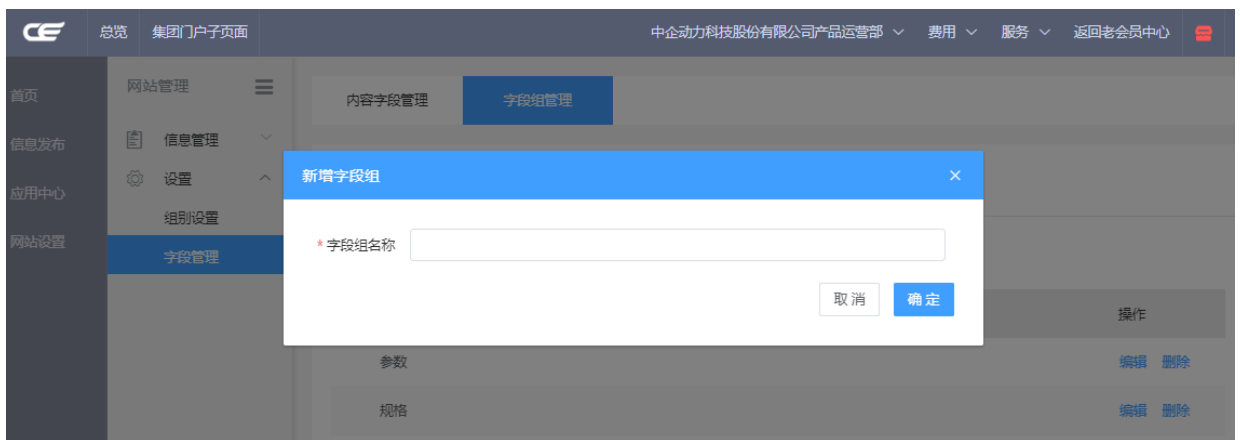 CE 总览 集团门户子页面 中企动力科技股份有限公司产品运营部 费用 服务 返回老会员中心
首页
信息发布
应用中心
网站设置
网站管理
信息管理
设置
组别设置
字段管理
内容字段管理 字段组管理
新增字段组 ×
*字段组名称
取消 确定
操作
参数 编辑 删除
规格 编辑 删除